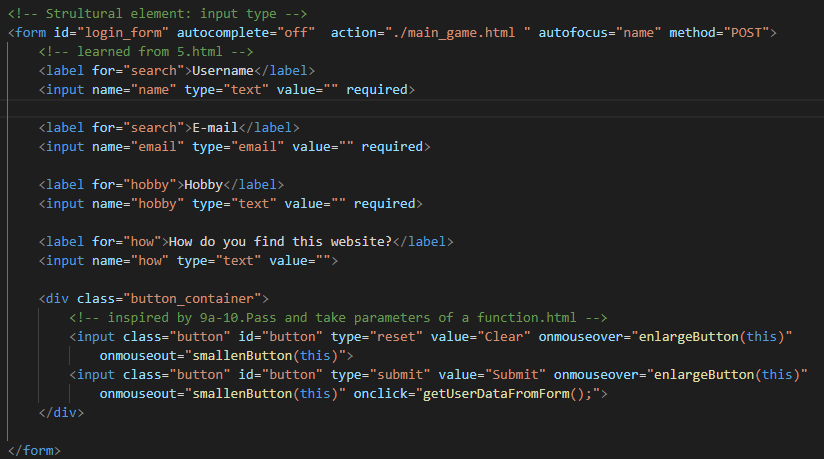 <!-- Strultural element: input type -->
<form id="login_form" autocomplete="off"  action="./main_game.html " autofocus="name" method="POST">
    <!-- learned from 5.html -->
    <label for="search">Username</label>
    <input name="name" type="text" value="" required>
    <label for="search">E-mail</label>
    <input name="email" type="email" value="" required>
    <label for="hobby">Hobby</label>
    <input name="hobby" type="text" value="" required>
    <label for="how">How do you find this website?</label>
    <input name="how" type="text" value="">
    <div class="button_container">
        <!-- inspired by 9a-10.Pass and take parameters of a function.html -->
        <input class="button" id="button" type="reset" value="Clear" onmouseover="enlargeButton(this)"
            onmouseout="smallenButton(this)">
        <input class="button" id="button" type="submit" value="Submit" onmouseover="enlargeButton(this)"
            onmouseout="smallenButton(this)" onclick="getUserDataFromForm();">
    </div>
</form>